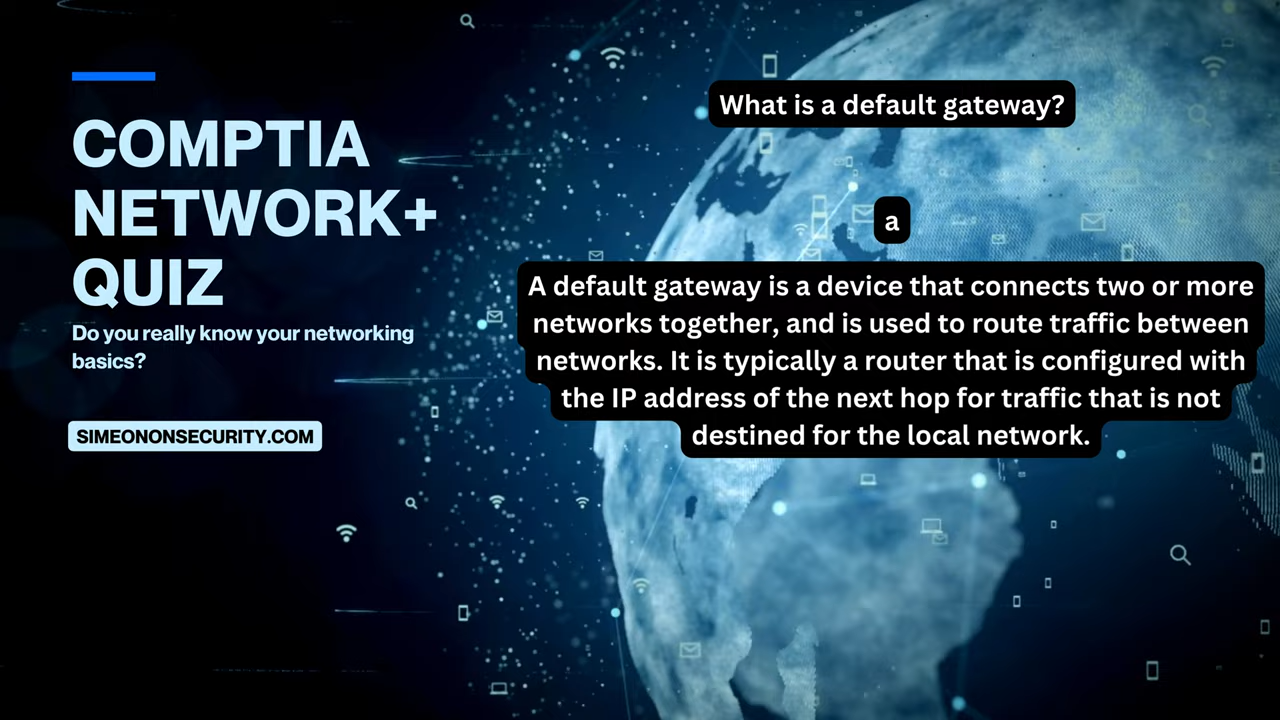 COMPTIA
NETWORK+
QUIZ
Do you really know your networking
basics?
SIMEONONSECURITY.COM
What is a default gateway?
a
A default gateway is a device that connects two or more
networks together, and is used to route traffic between
networks. It is typically a router that is configured with
the IP address of the next hop for traffic that is not
destined for the local network.